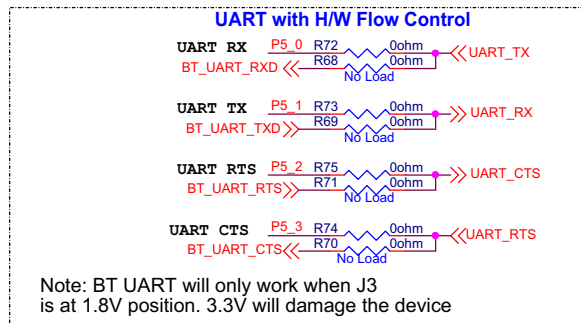 UART with H/W Flow Control
UART RX P5_0 R72 0ohm UART_TX
BT_UART_RXD R68 0ohm
No Load
UART TX P5_1 R73 0ohm UART_RX
BT_UART_TXD R69 0ohm
No Load
UART RTS P5_2 R75 0ohm UART_CTS
BT_UART_RTS R71 0ohm
No Load
UART CTS P5_3 R74 0ohm UART_RTS
BT_UART_CTS R70 0ohm
No Load
Note: BT UART will only work when J3
is at 1.8V position. 3.3V will damage the device